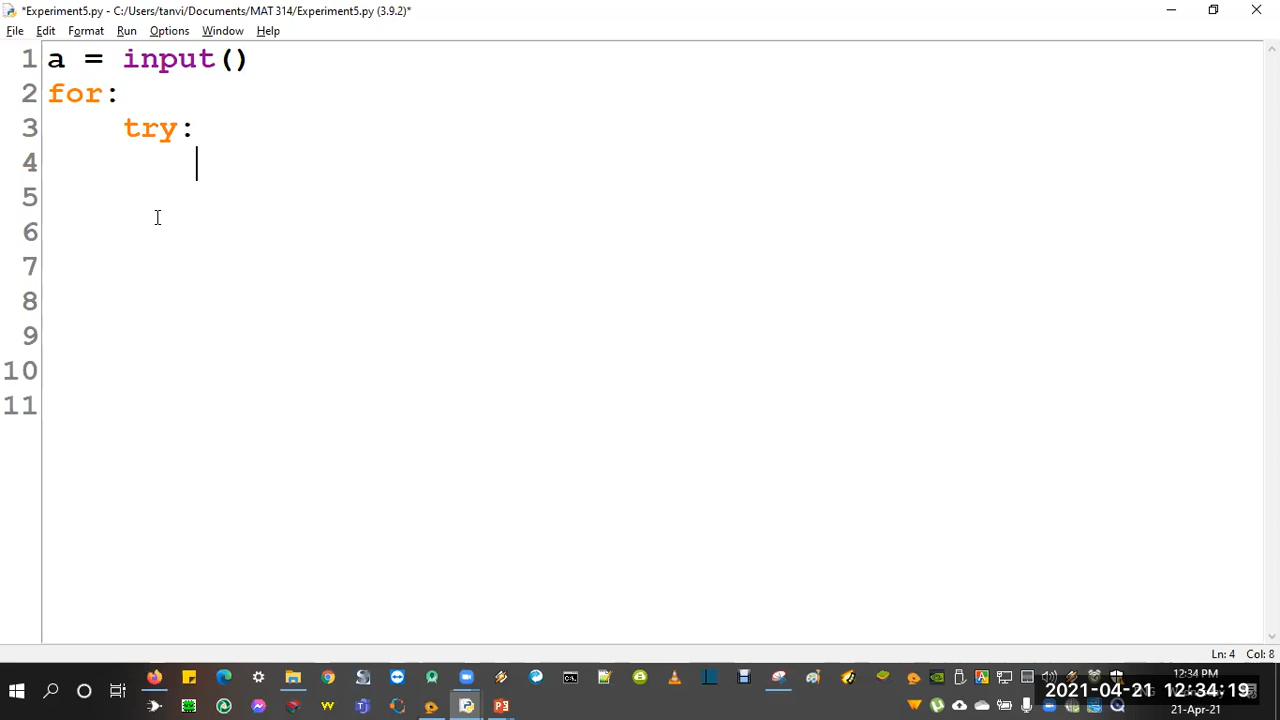 *Experiment5.py - C:/Users/tanvi/Documents/MAT 314/Experiment5.py (3.9.2)*
File Edit Format Run Options Window Help
1 a = input()
2 for:
3     try:
4
5
6
7
8
9
10
11
Ln: 4 Col: 8
12:34 PM
2021-04-21 12:34:19
21-Apr-21